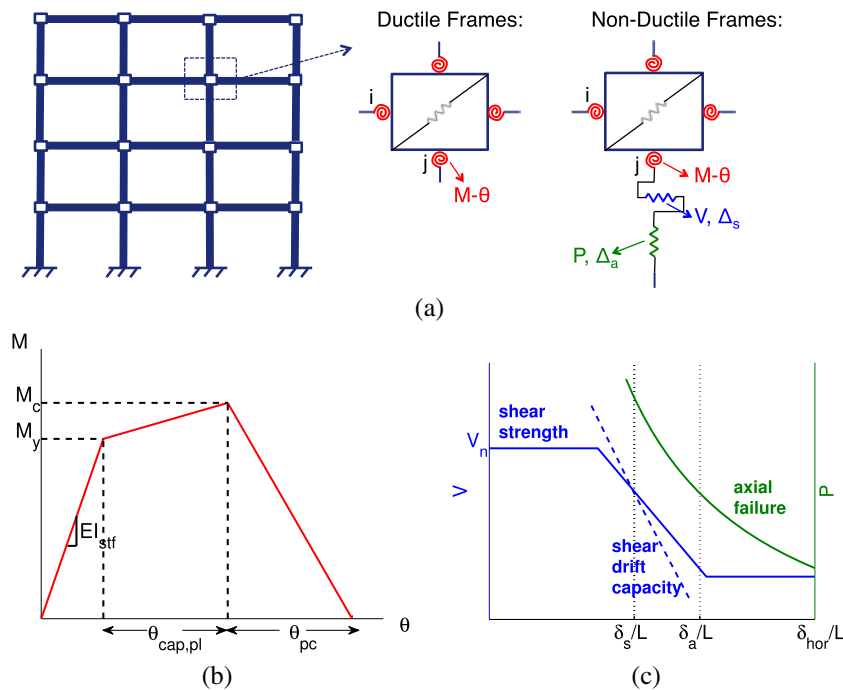 Ductile Frames:
Non-Ductile Frames:
i
j
M-θ
i
j
M-θ
V, Δs
P, Δa
(a)
M
Mc
My
EIstf
θcap,pl
θpc
θ
(b)
shear
strength
Vn
V
axial
failure
P
shear
drift
capacity
δs/L
δa/L
δhor/L
(c)